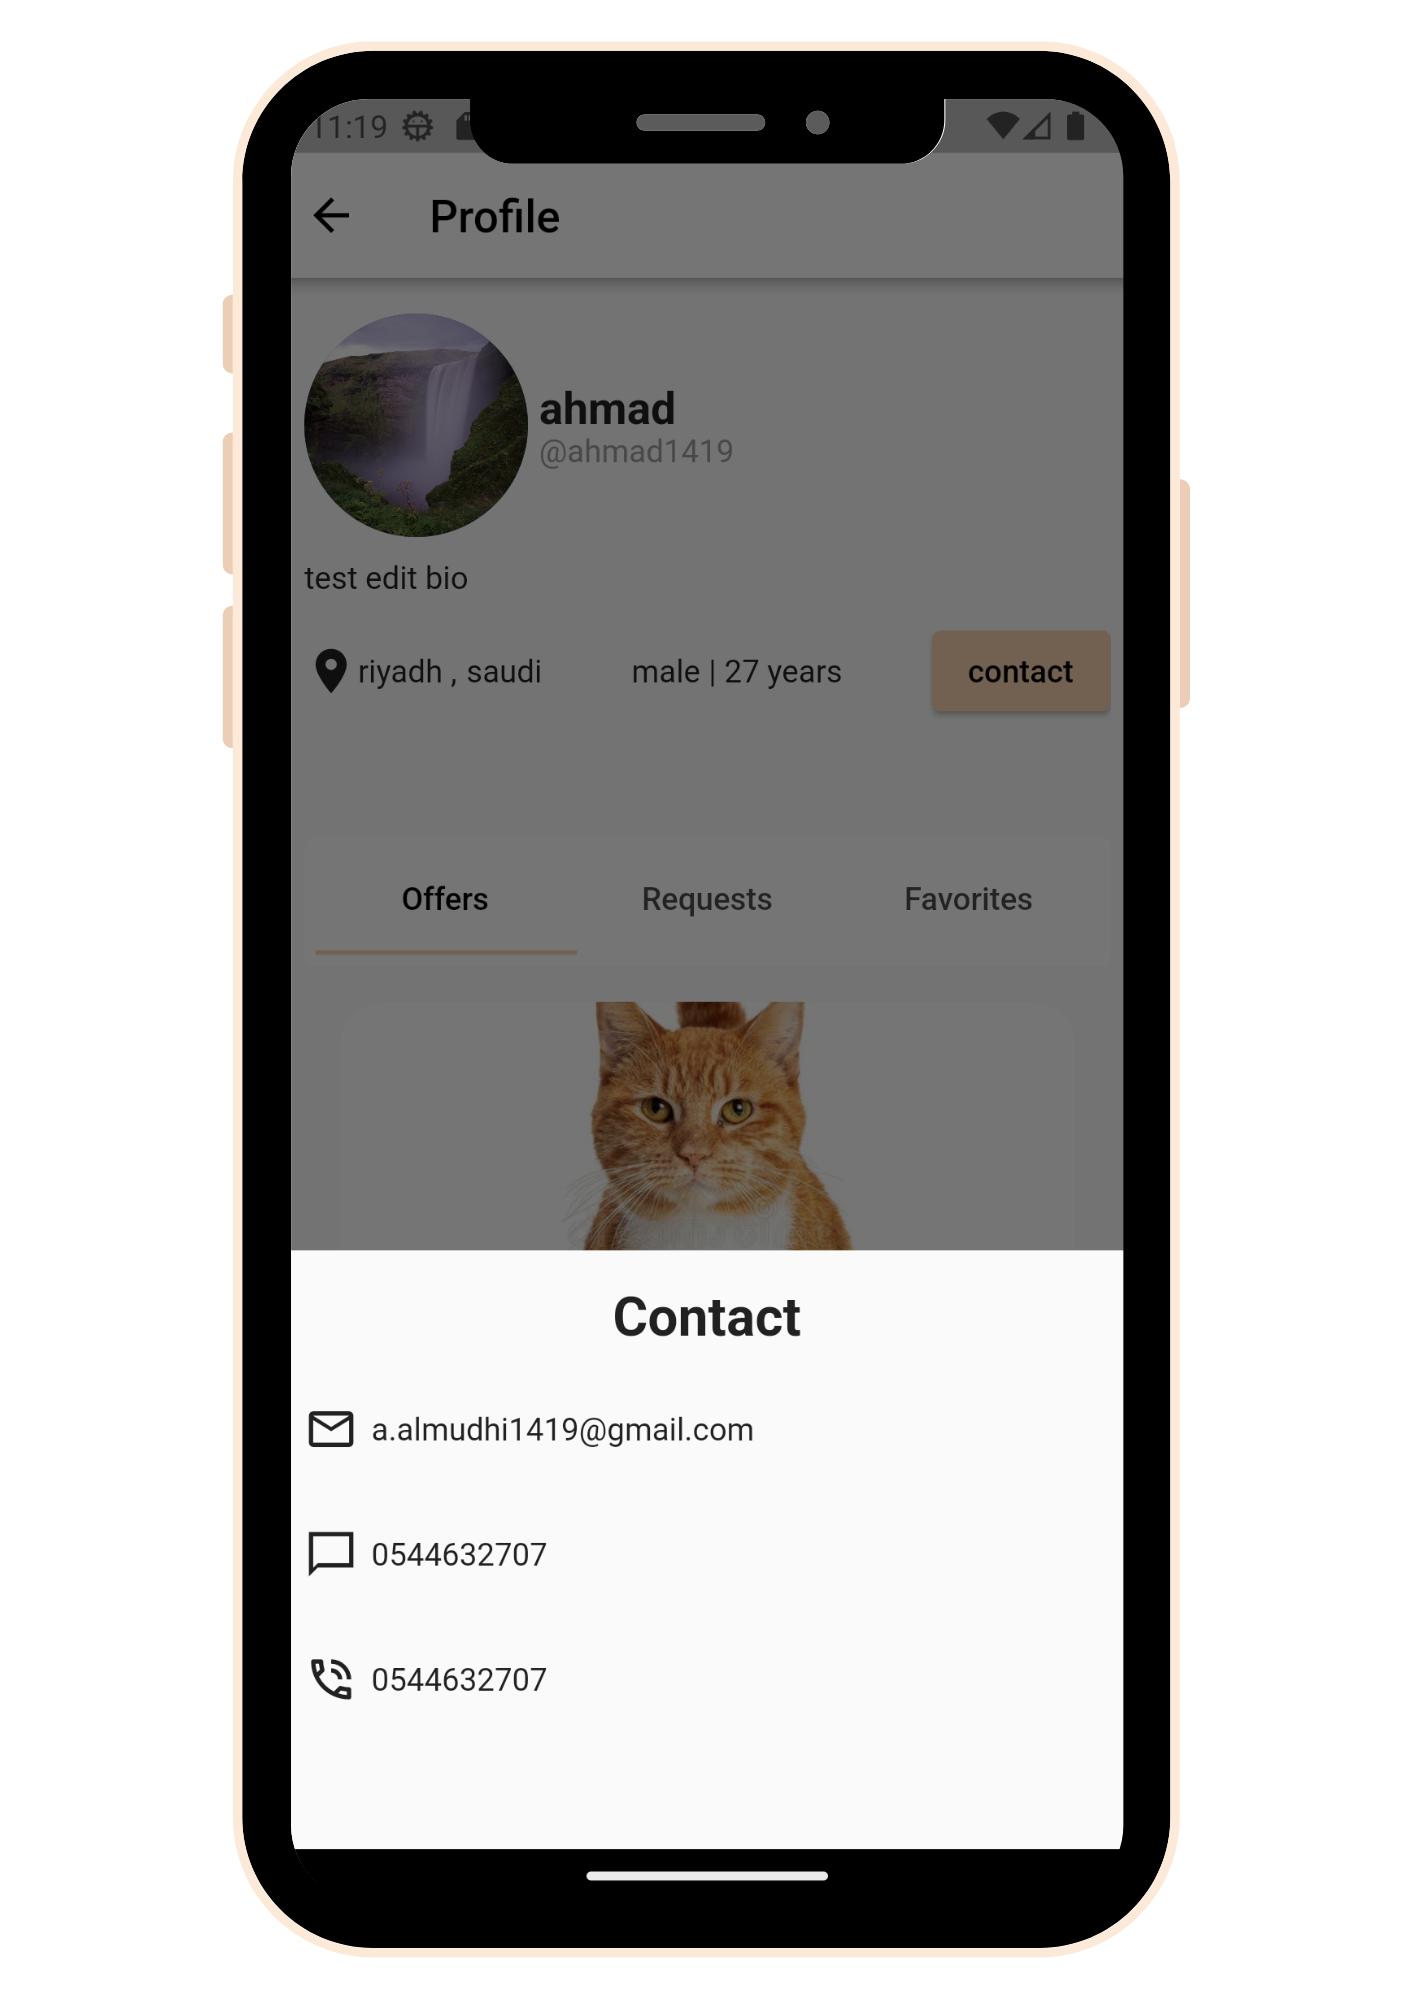 11:19
Profile
ahmad
@ahmad1419
test edit bio
riyadh , saudi male | 27 years contact
Offers Requests Favorites
Contact
a.almudhi1419@gmail.com
0544632707
0544632707